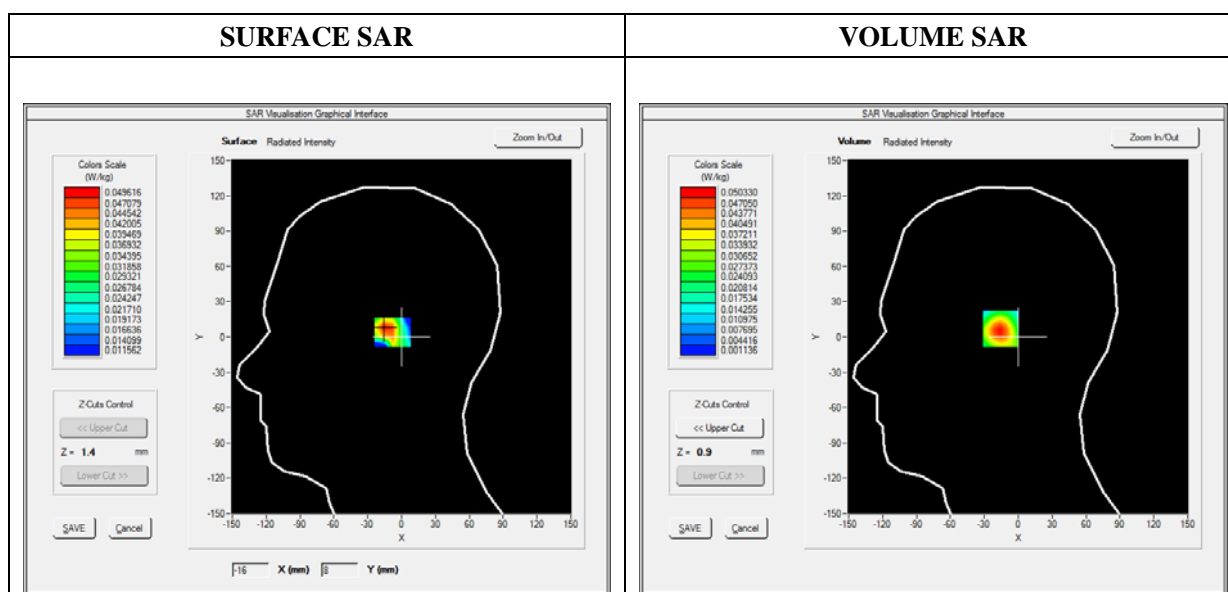 SURFACE SAR
VOLUME SAR
SAR Visualisation Graphical Interface
Surface Radiated Intensity
Zoom In/Out
Colors Scale
(W/kg)
0.049616
0.047079
0.044542
0.042005
0.039469
0.036932
0.034395
0.031858
0.029321
0.026784
0.024247
0.021710
0.019173
0.016636
0.014099
0.011562
Z-Cuts Control
<< Upper Cut
Z = 1.4 mm
Lower Cut >>
SAVE Cancel
150
120
90
60
30
0
-30
-60
-90
-120
-150
Y
-150 -120 -90 -60 -30 0 30 60 90 120 150
X
-16 X (mm) 8 Y (mm)
SAR Visualisation Graphical Interface
Volume Radiated Intensity
Zoom In/Out
Colors Scale
(W/kg)
0.050330
0.047050
0.043771
0.040491
0.037211
0.033932
0.030652
0.027373
0.024093
0.020814
0.017534
0.014255
0.010975
0.007695
0.004416
0.001136
Z-Cuts Control
<< Upper Cut
Z = 0.9 mm
Lower Cut >>
SAVE Cancel
150
120
90
60
30
0
-30
-60
-90
-120
-150
Y
-150 -120 -90 -60 -30 0 30 60 90 120 150
X